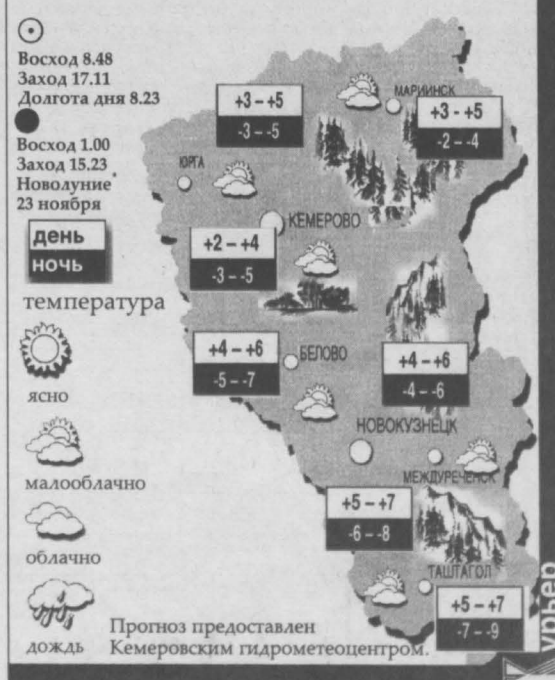 Восход 8.48
Заход 17.11
Долгота дня 8.23
Восход 1.00
Заход 15.23
Новолуние
23 ноября
день
ночь
температура
ясно
малооблачно
облачно
дождь
+3 – +5
-3 – -5
МАРИИНСК
+3 - +5
-2 – -4
ЮРГА
КЕМЕРОВО
+2 – +4
-3 – -5
+4 – +6
-5 – -7
БЕЛОВО
+4 – +6
-4 – -6
НОВОКУЗНЕЦК
МЕЖДУРЕЧЕНСК
+5 – +7
-6 – -8
ТАШТАГОЛ
+5 – +7
-7 – -9
Прогноз предоставлен
Кемеровским гидрометеоцентром.
урьер